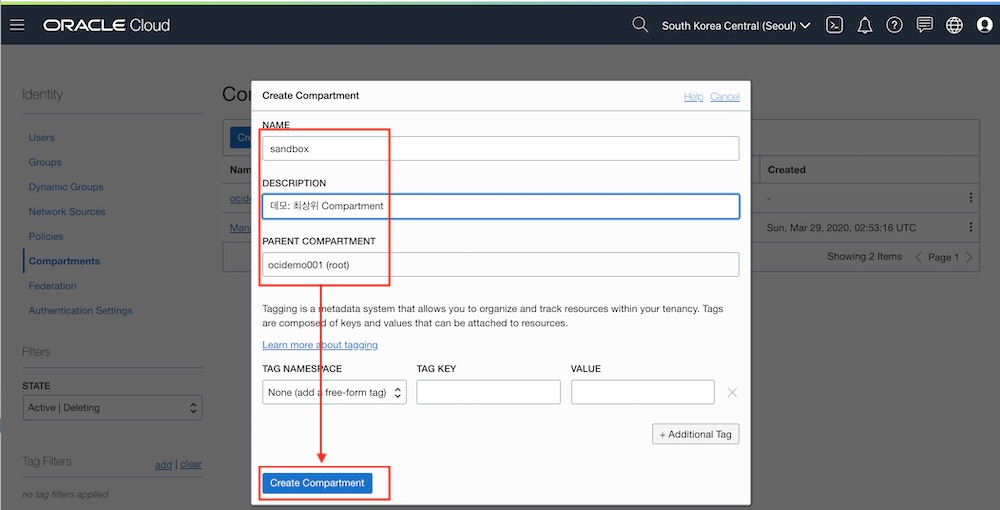 ORACLE Cloud
South Korea Central (Seoul)
Identity
Users
Groups
Dynamic Groups
Network Sources
Policies
Compartments
Federation
Authentication Settings
Filters
STATE
Active | Deleting
Tag Filters
add | clear
no tag filters applied
Create Compartment
Help
Cancel
NAME
sandbox
DESCRIPTION
데모: 최상위 Compartment
PARENT COMPARTMENT
ocidemo001 (root)
Tagging is a metadata system that allows you to organize and track resources within your tenancy. Tags
are composed of keys and values that can be attached to resources.
Learn more about tagging
TAG NAMESPACE
TAG KEY
VALUE
None (add a free-form tag)
+ Additional Tag
Create Compartment
Created
-
Sun, Mar 29, 2020, 02:53:16 UTC
Showing 2 Items
Page 1